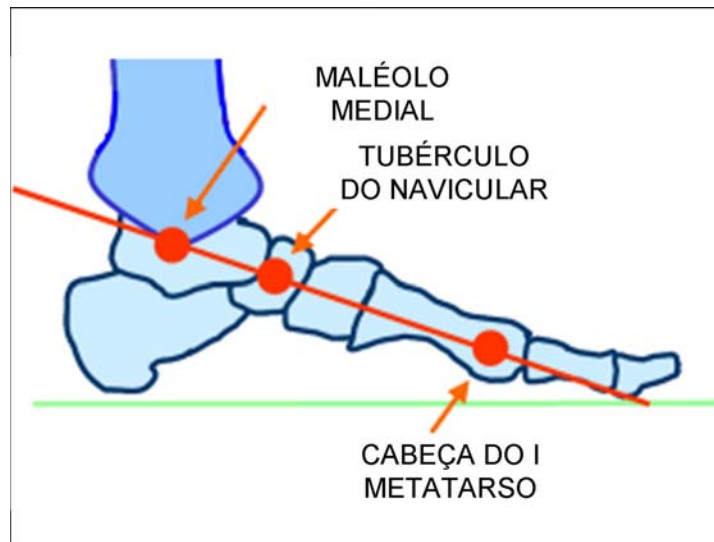 MALÉOLO
MEDIAL
TUBÉRCULO
DO NAVICULAR
CABEÇA DO I
METATARSO